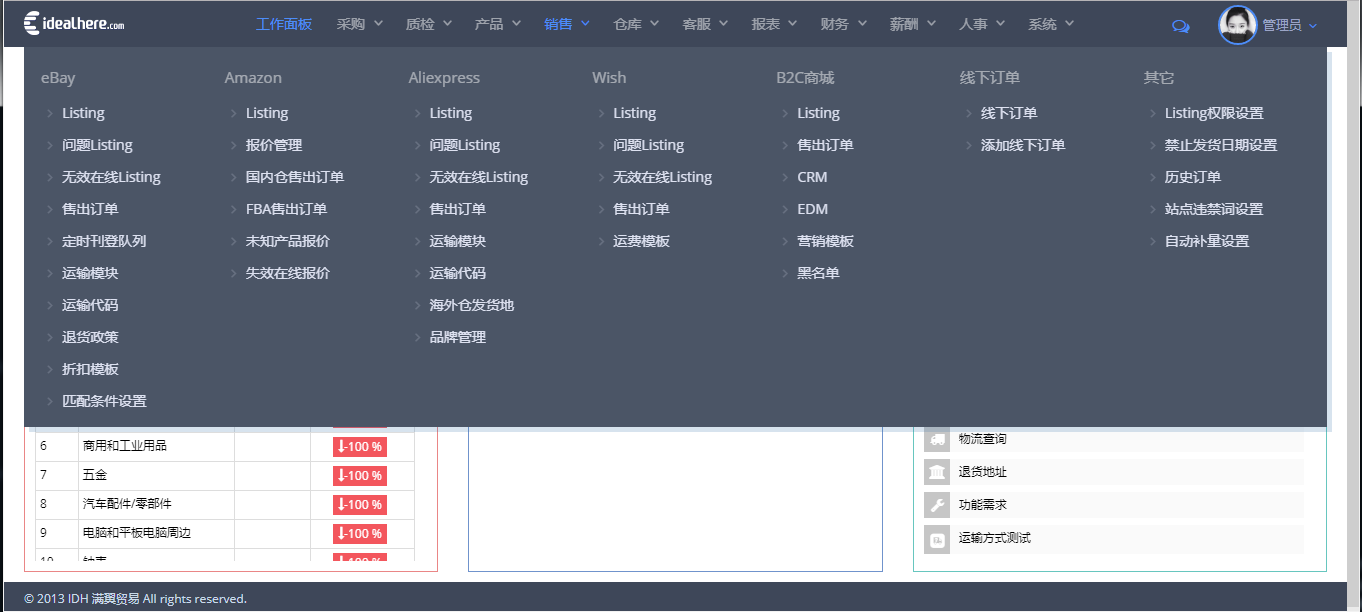 idealhere.com 工作面板 采购 质检 产品 销售 仓库 客服 报表 财务 薪酬 人事 系统 管理员
eBay
Listing
问题Listing
无效在线Listing
售出订单
定时刊登队列
运输模块
运输代码
退货政策
折扣模板
匹配条件设置
Amazon
Listing
报价管理
国内仓售出订单
FBA售出订单
未知产品报价
失效在线报价
Aliexpress
Listing
问题Listing
无效在线Listing
售出订单
运输模块
运输代码
海外仓发货地
品牌管理
Wish
Listing
问题Listing
无效在线Listing
售出订单
运费模板
B2C商城
Listing
售出订单
CRM
EDM
营销模板
黑名单
线下订单
线下订单
添加线下订单
其它
Listing权限设置
禁止发货日期设置
历史订单
站点违禁词设置
自动补量设置
6 商用和工业用品 -100 %
7 五金 -100 %
8 汽车配件/零部件 -100 %
9 电脑和平板电脑周边 -100 %
10 钟表 -100 %
物流查询
退货地址
功能需求
运输方式测试
© 2013 IDH 满翼贸易 All rights reserved.